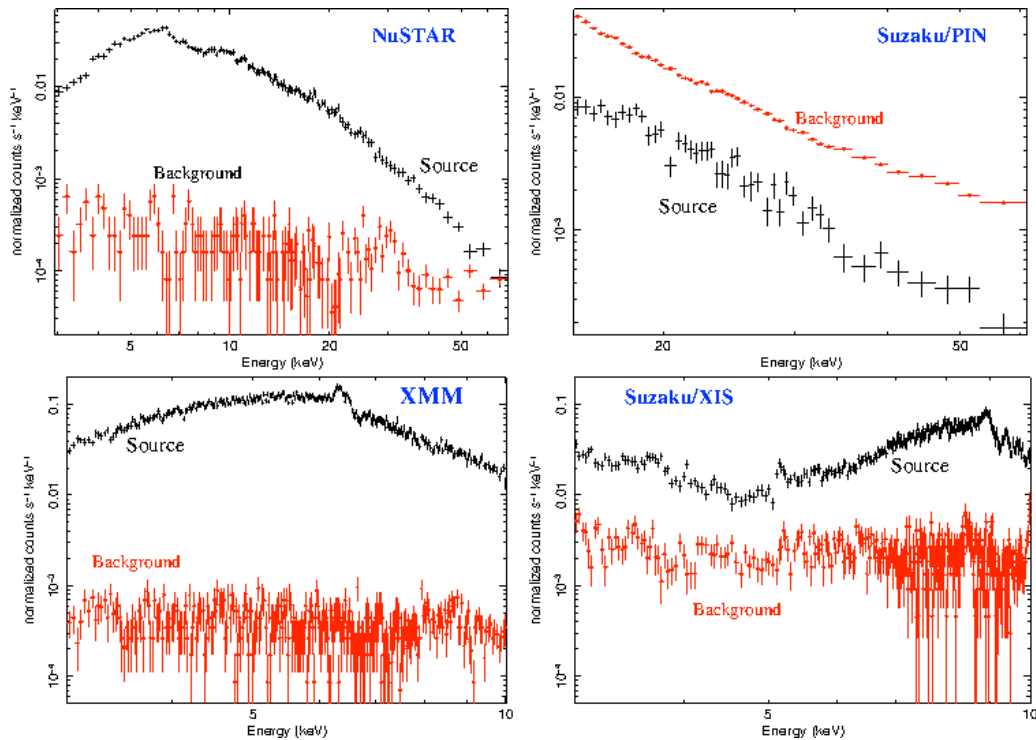 NuSTAR
normalized counts s⁻¹ keV⁻¹
0.01
10⁻³
10⁻⁴
Source
Background
5 10 20 50
Energy (keV)
Suzaku/PIN
normalized counts s⁻¹ keV⁻¹
0.01
10⁻³
Background
Source
20 50
Energy (keV)
XMM
normalized counts s⁻¹ keV⁻¹
0.1
0.01
10⁻³
10⁻⁴
Source
Background
5 10
Energy (keV)
Suzaku/XIS
normalized counts s⁻¹ keV⁻¹
0.1
0.01
10⁻³
10⁻⁴
Source
Background
5 10
Energy (keV)